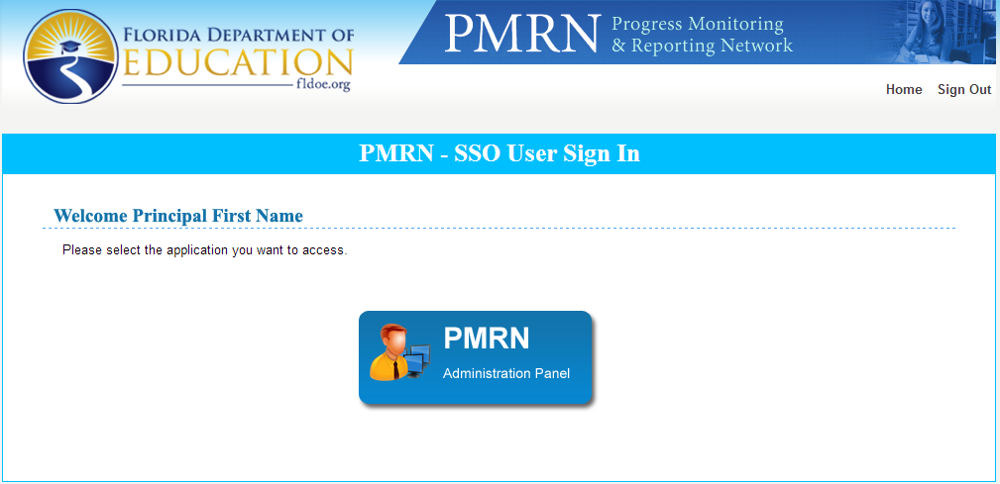 FLORIDA DEPARTMENT OF
EDUCATION
fldoe.org
PMRN Progress Monitoring
& Reporting Network
Home Sign Out
PMRN - SSO User Sign In
Welcome Principal First Name
Please select the application you want to access.
PMRN
Administration Panel